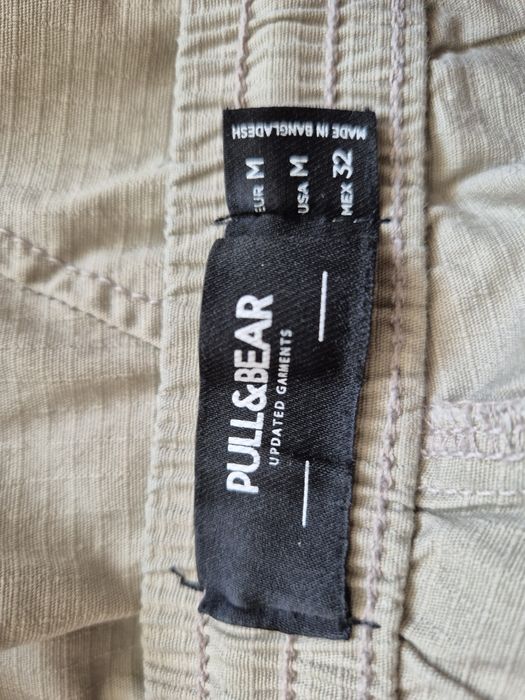 PULL&BEAR
UPDATED GARMENTS
EUR M
USA M
MEX 32
MADE IN BANGLADESH